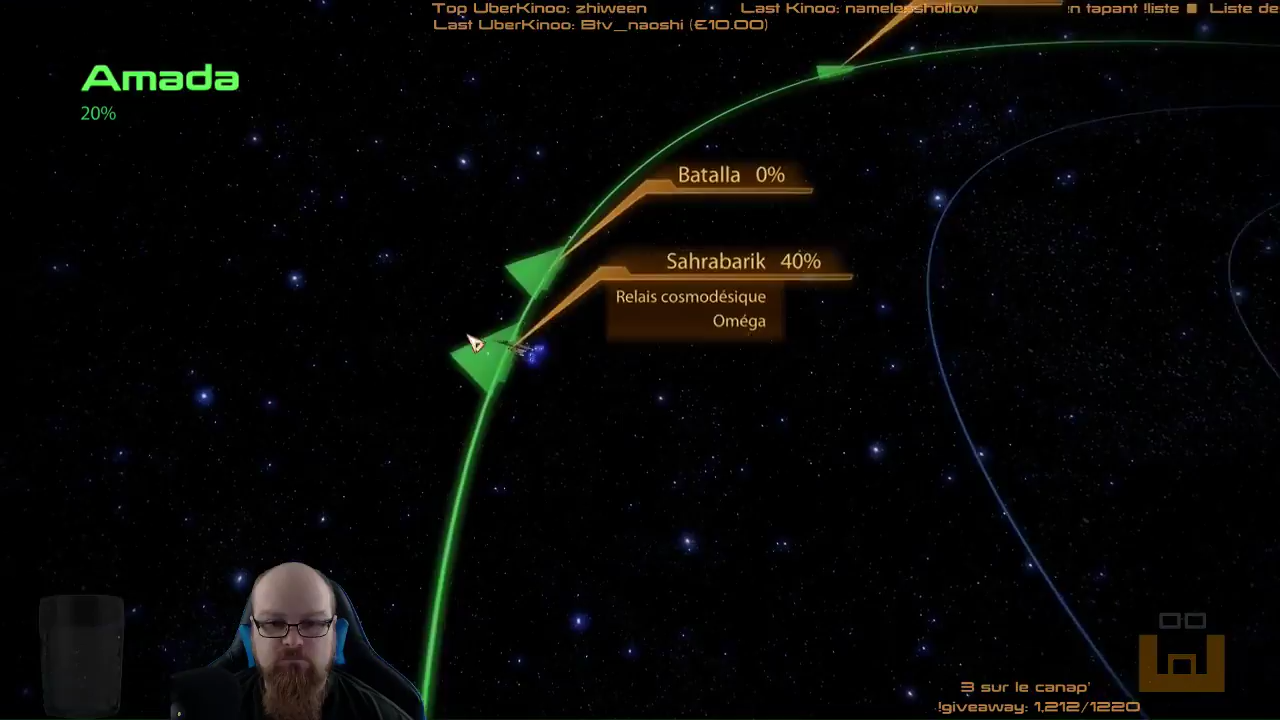 Top UberKinoo: zhiween
Last Kinoo: namelepshollow
n tapant !liste ■ Liste de
Last UberKinoo: Btv_naoshi (€10.00)
Amada
20%
Batalla 0%
Sahrabarik 40%
Relais cosmodésique
Oméga
3 sur le canap'
!giveaway: 1,212/1220